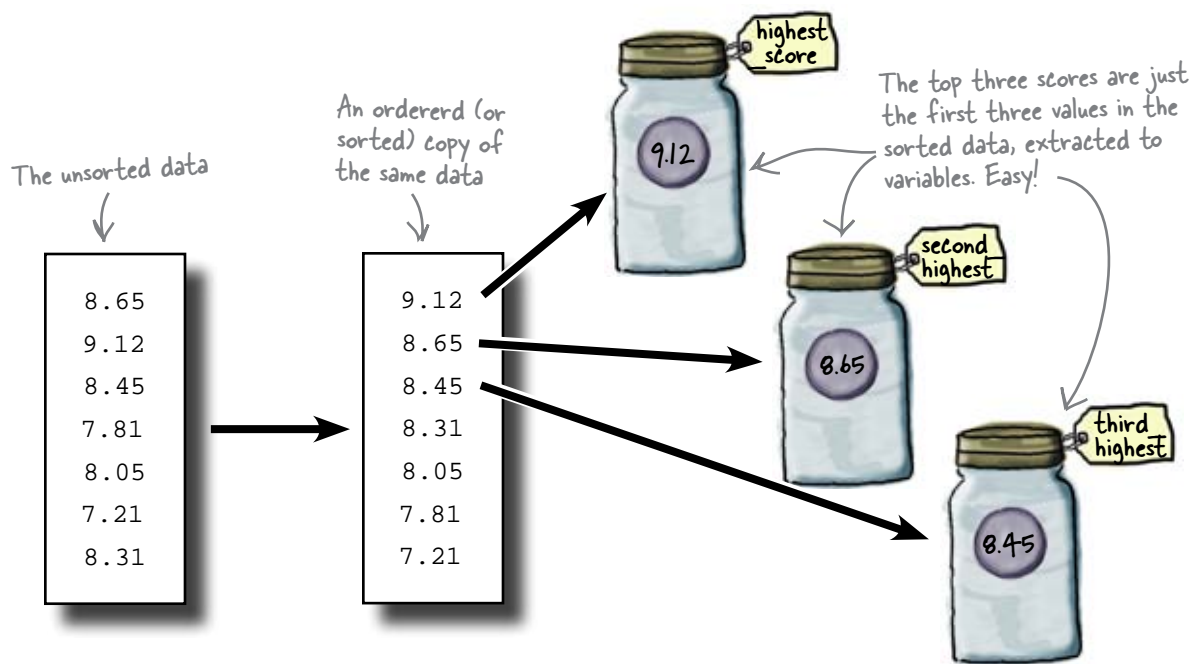 The unsorted data
8.65
9.12
8.45
7.81
8.05
7.21
8.31
An ordererd (or
sorted) copy of
the same data
9.12
8.65
8.45
8.31
8.05
7.81
7.21
highest
score
9.12
The top three scores are just
the first three values in the
sorted data, extracted to
variables. Easy!
second
highest
8.65
third
highest
8.45